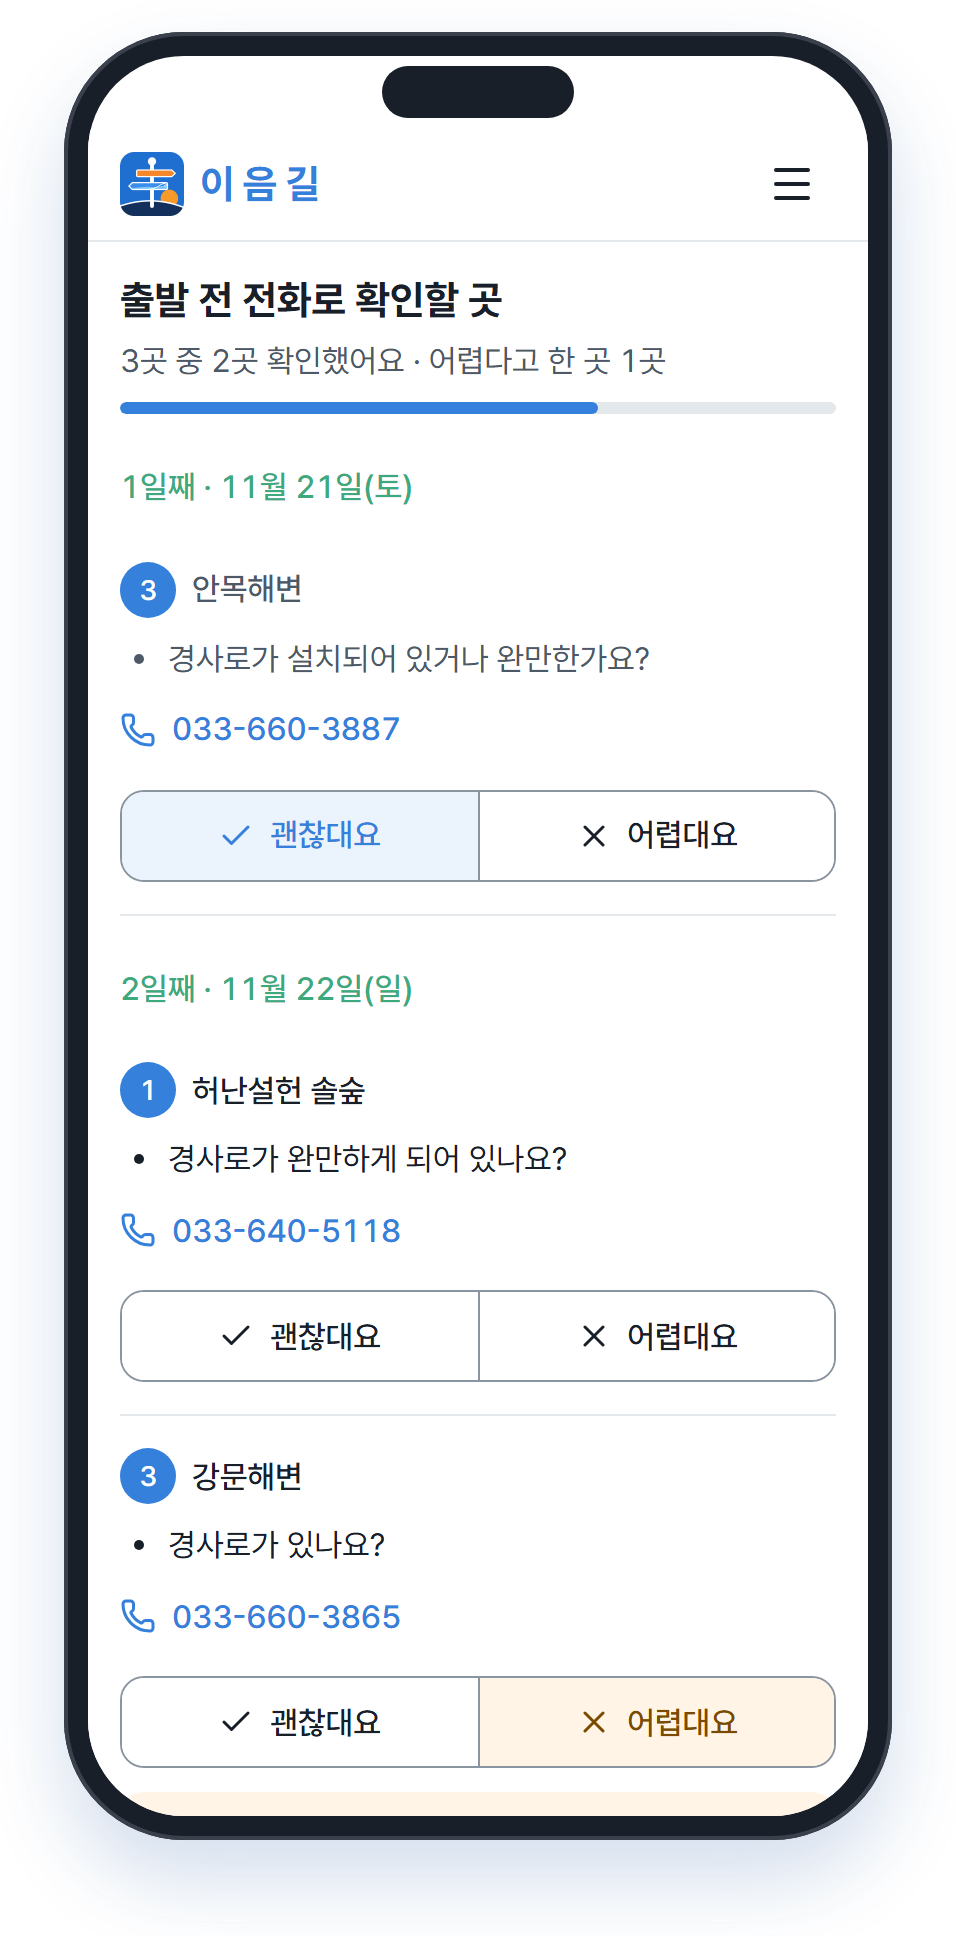 이음길
출발 전 전화로 확인할 곳
3곳 중 2곳 확인했어요 · 어렵다고 한 곳 1곳
1일째 · 11월 21일(토)
3 안목해변
• 경사로가 설치되어 있거나 완만한가요?
033-660-3887
괜찮대요 어렵대요
2일째 · 11월 22일(일)
1 허난설헌 솔숲
• 경사로가 완만하게 되어 있나요?
033-640-5118
괜찮대요 어렵대요
3 강문해변
• 경사로가 있나요?
033-660-3865
괜찮대요 어렵대요